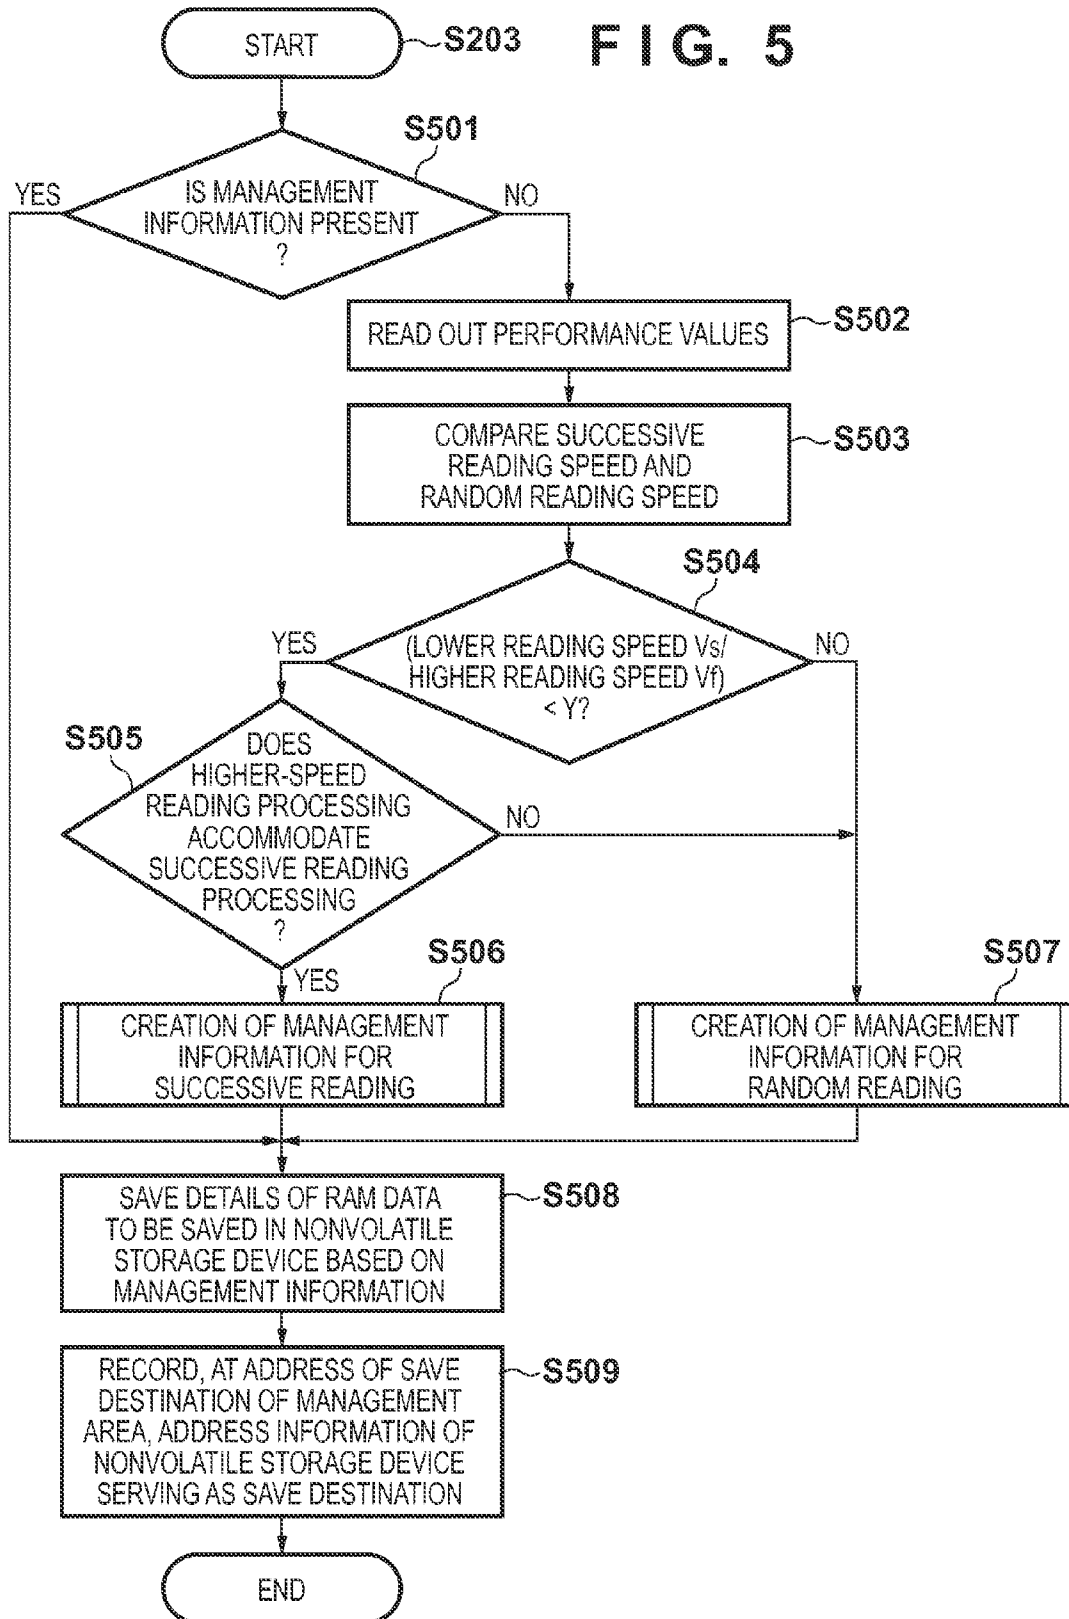 START
S203
F I G. 5
S501
YES
IS MANAGEMENT
INFORMATION PRESENT
?
NO
READ OUT PERFORMANCE VALUES
S502
COMPARE SUCCESSIVE
READING SPEED AND
RANDOM READING SPEED
S503
S504
YES
(LOWER READING SPEED Vs/
HIGHER READING SPEED Vf)
< Y?
NO
S505
DOES
HIGHER-SPEED
READING PROCESSING
ACCOMMODATE
SUCCESSIVE READING
PROCESSING
?
NO
YES
S506
CREATION OF MANAGEMENT
INFORMATION FOR
SUCCESSIVE READING
S507
CREATION OF MANAGEMENT
INFORMATION FOR
RANDOM READING
SAVE DETAILS OF RAM DATA
TO BE SAVED IN NONVOLATILE
STORAGE DEVICE BASED ON
MANAGEMENT INFORMATION
S508
RECORD, AT ADDRESS OF SAVE
DESTINATION OF MANAGEMENT
AREA, ADDRESS INFORMATION OF
NONVOLATILE STORAGE DEVICE
SERVING AS SAVE DESTINATION
S509
END